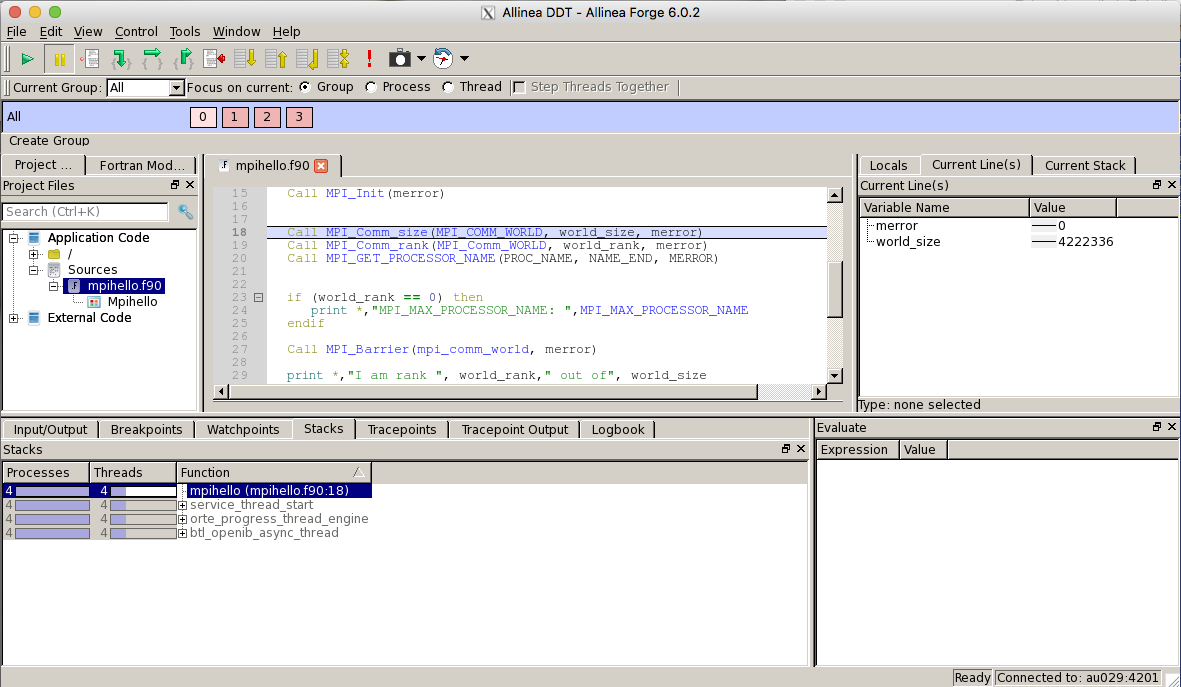 Allinea DDT - Allinea Forge 6.0.2
File Edit View Control Tools Window Help
Current Group: All Focus on current: Group Process Thread Step Threads Together
All 0 1 2 3
Create Group
Project ... Fortran Mod...
Project Files
Search (Ctrl+K)
Application Code
/
Sources
mpihello.f90
Mpihello
External Code
mpihello.f90
15 Call MPI_Init(merror)
16
17
18 Call MPI_Comm_size(MPI_COMM_WORLD, world_size, merror)
19 Call MPI_Comm_rank(MPI_Comm_WORLD, world_rank, merror)
20 Call MPI_GET_PROCESSOR_NAME(PROC_NAME, NAME_END, MERROR)
21
22
23 if (world_rank == 0) then
24 print *,"MPI_MAX_PROCESSOR_NAME: ",MPI_MAX_PROCESSOR_NAME
25 endif
26
27 Call MPI_Barrier(mpi_comm_world, merror)
28
29 print *,"I am rank ", world_rank," out of", world_size
Locals Current Line(s) Current Stack
Current Line(s)
Variable Name Value
merror 0
world_size 4222336
Type: none selected
Input/Output Breakpoints Watchpoints Stacks Tracepoints Tracepoint Output Logbook
Stacks
Processes Threads Function
4 4 mpihello (mpihello.f90:18)
4 4 service_thread_start
4 4 orte_progress_thread_engine
4 4 btl_openib_async_thread
Evaluate
Expression Value
Ready Connected to: au029:4201